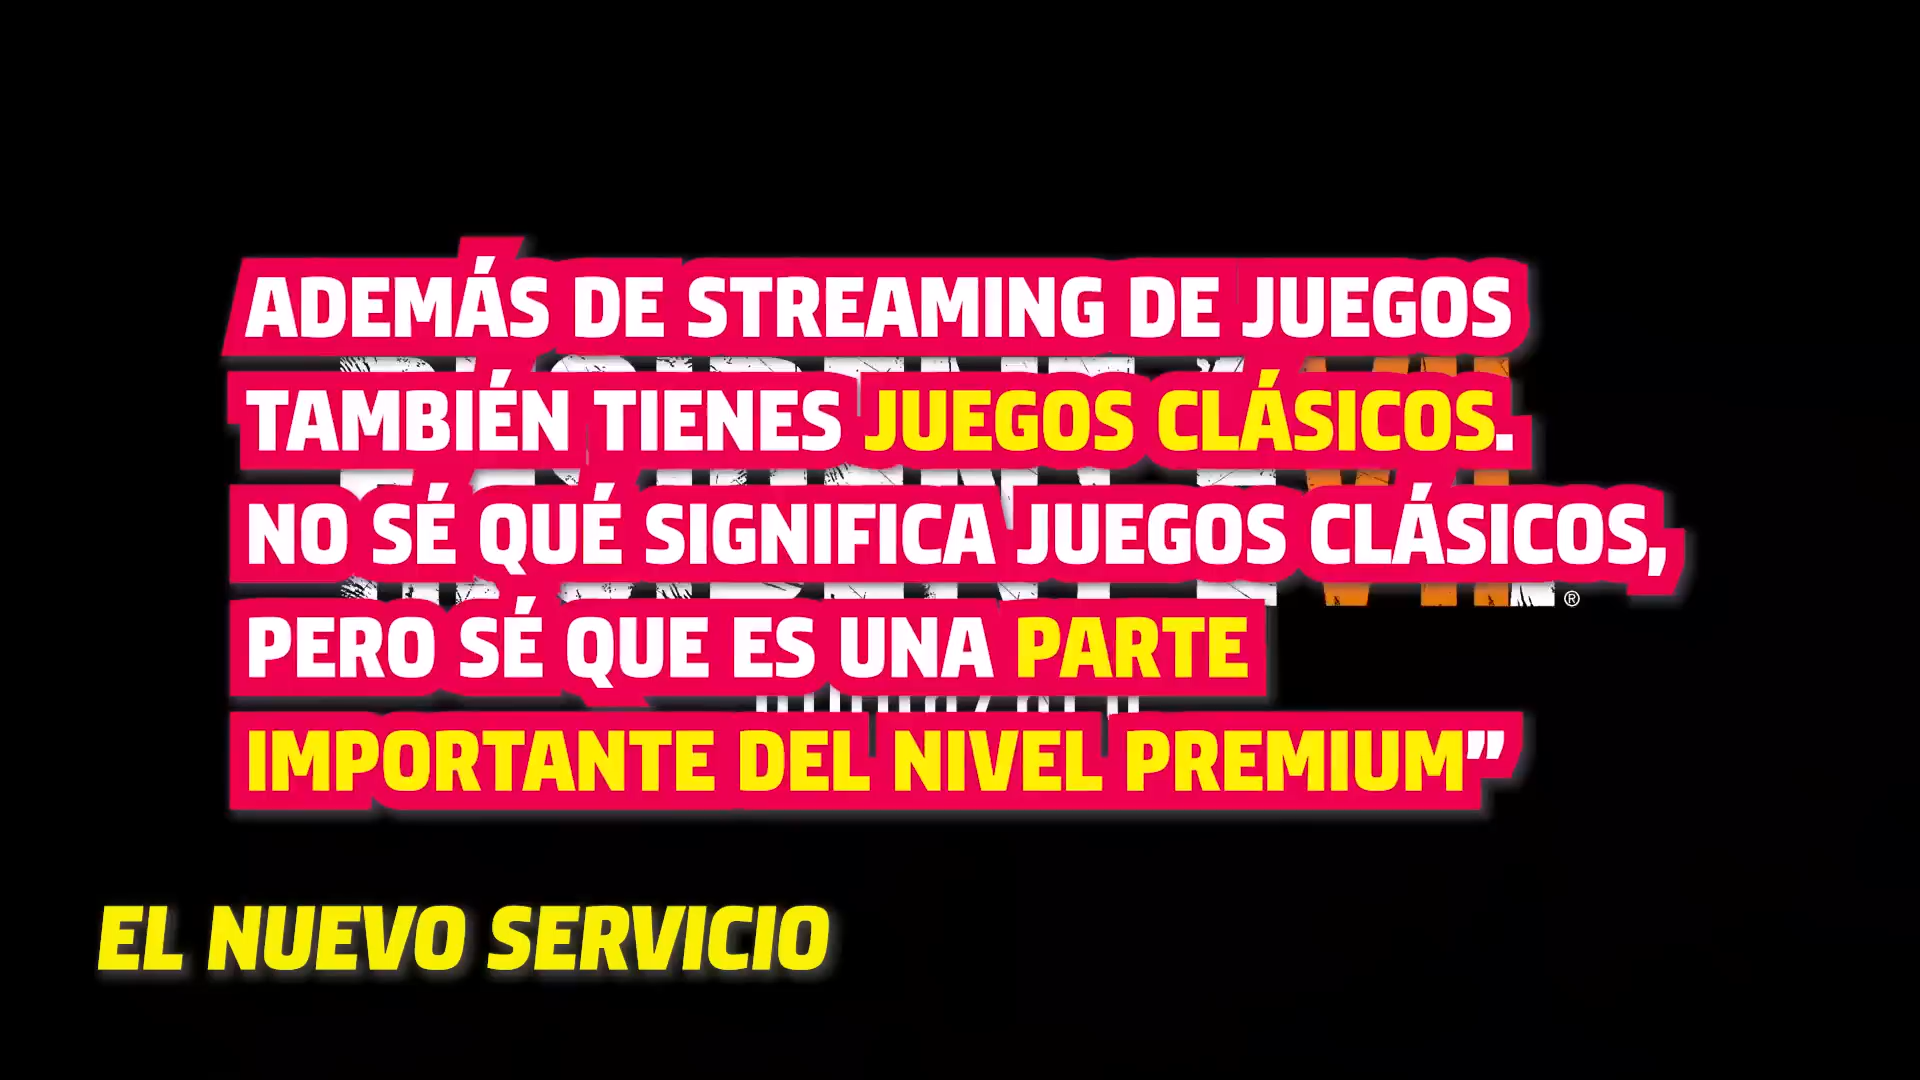 ADEMÁS DE STREAMING DE JUEGOS
TAMBIÉN TIENES JUEGOS CLÁSICOS.
NO SÉ QUÉ SIGNIFICA JUEGOS CLÁSICOS,
PERO SÉ QUE ES UNA PARTE
IMPORTANTE DEL NIVEL PREMIUM”
®
EL NUEVO SERVICIO